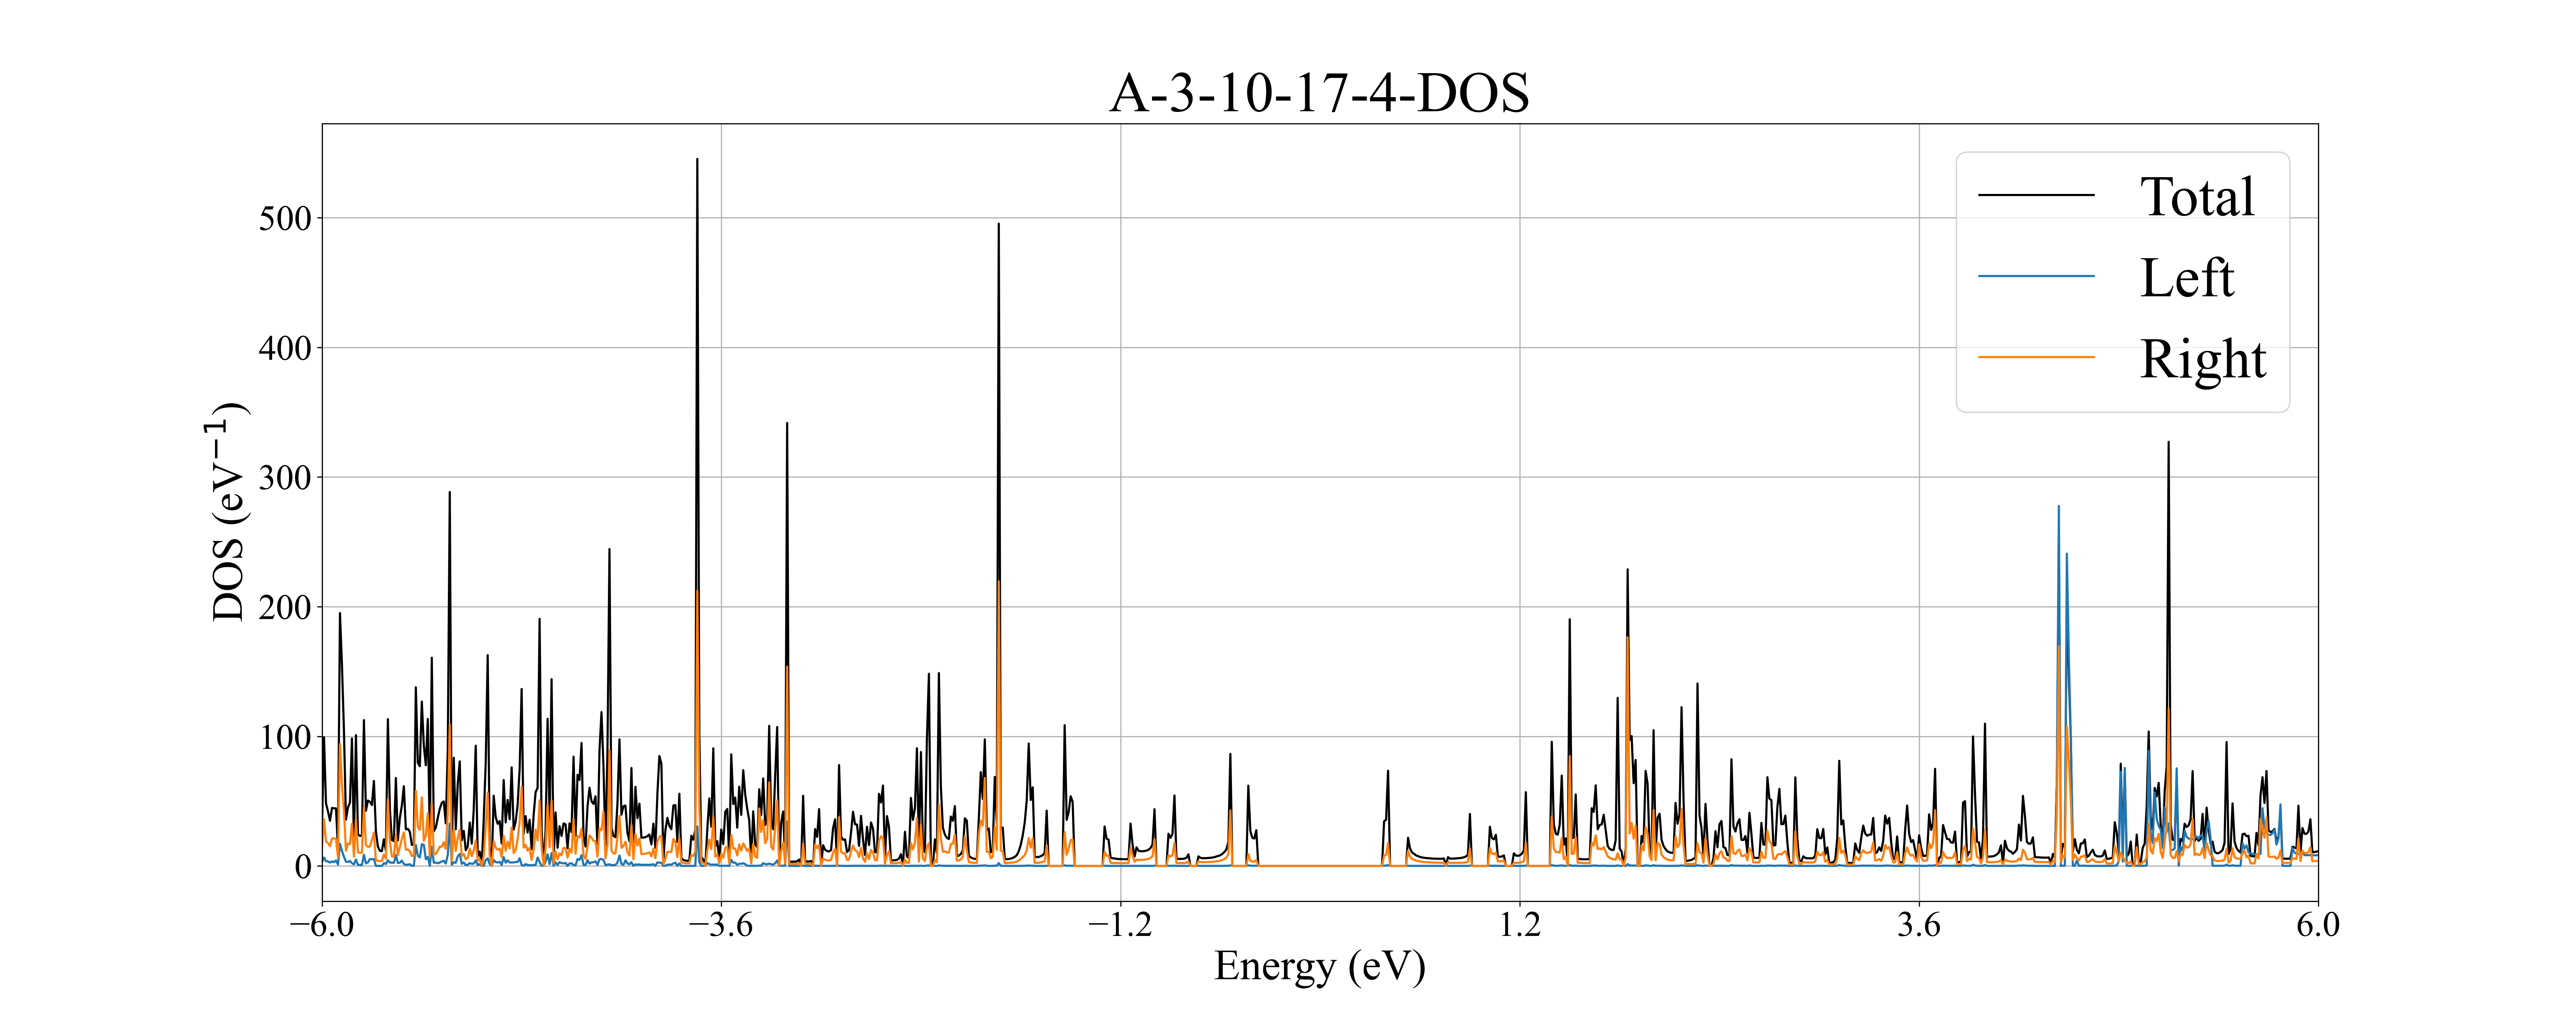 A-3-10-17-4-DOS
Total
Left
Right
500
400
300
200
100
0
DOS (eV⁻¹)
−6.0 −3.6 −1.2 1.2 3.6 6.0
Energy (eV)